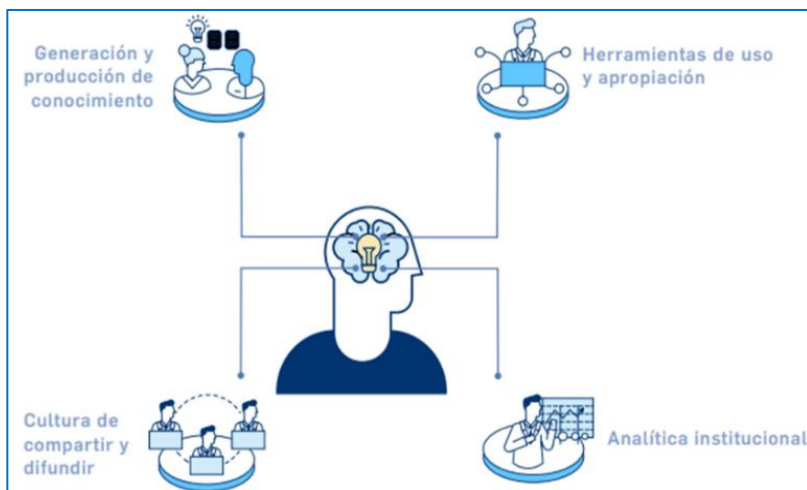 Generación y
producción de
conocimiento
Herramientas de uso
y apropiación
Cultura de
compartir y
difundir
Analítica institucional